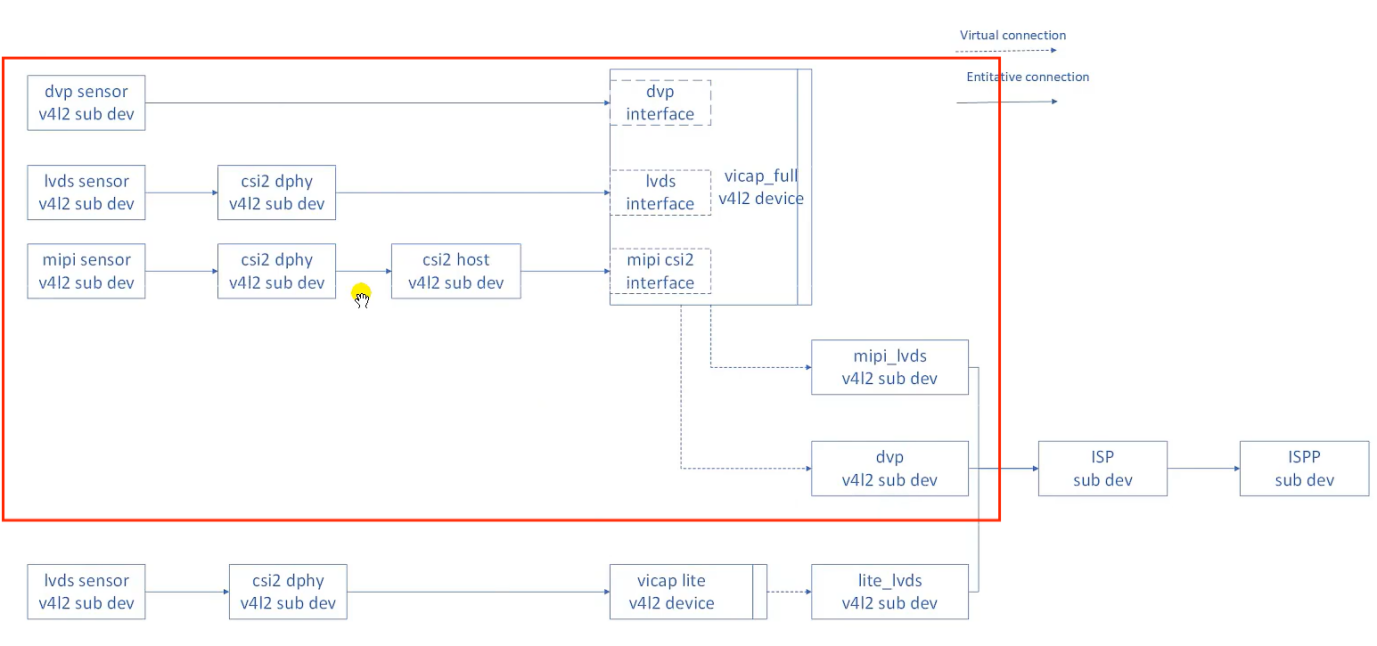 Virtual connection
Entitative connection
dvp sensor
v4l2 sub dev
dvp
interface
lvds sensor
v4l2 sub dev
csi2 dphy
v4l2 sub dev
lvds
interface
vicap_full
v4l2 device
mipi sensor
v4l2 sub dev
csi2 dphy
v4l2 sub dev
csi2 host
v4l2 sub dev
mipi csi2
interface
mipi_lvds
v4l2 sub dev
dvp
v4l2 sub dev
ISP
sub dev
ISPP
sub dev
lvds sensor
v4l2 sub dev
csi2 dphy
v4l2 sub dev
vicap lite
v4l2 device
lite_lvds
v4l2 sub dev